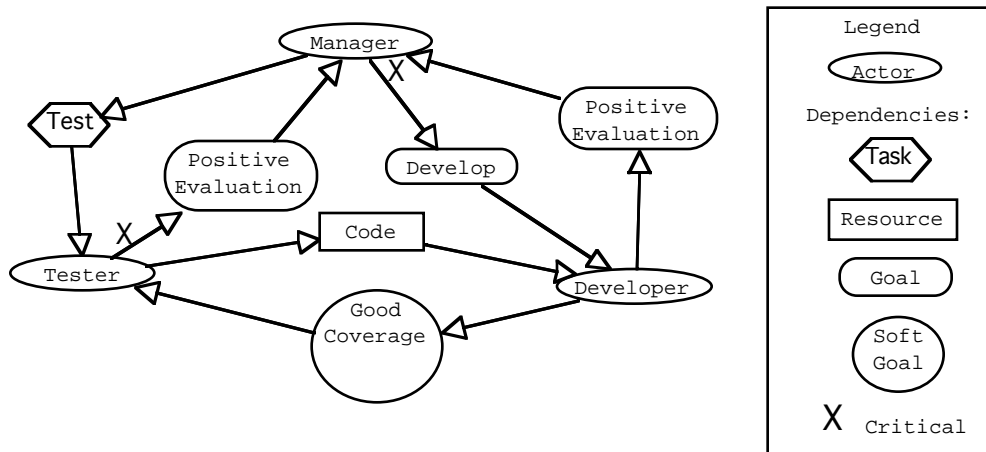 Manager
X
Test
Positive
Evaluation
Positive
Evaluation
Develop
X
Code
Tester
Developer
Good
Coverage
Legend
Actor
Dependencies:
Task
Resource
Goal
Soft
Goal
X Critical